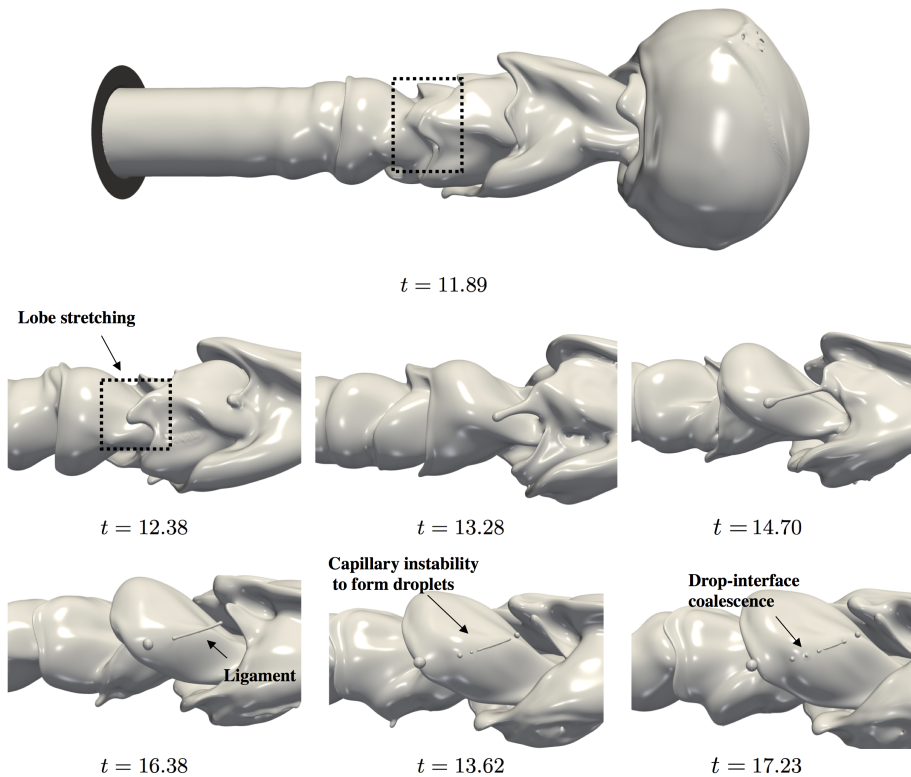 t = 11.89
Lobe stretching
t = 12.38
t = 13.28
t = 14.70
Capillary instability
to form droplets
Drop-interface
coalescence
Ligament
t = 16.38
t = 13.62
t = 17.23